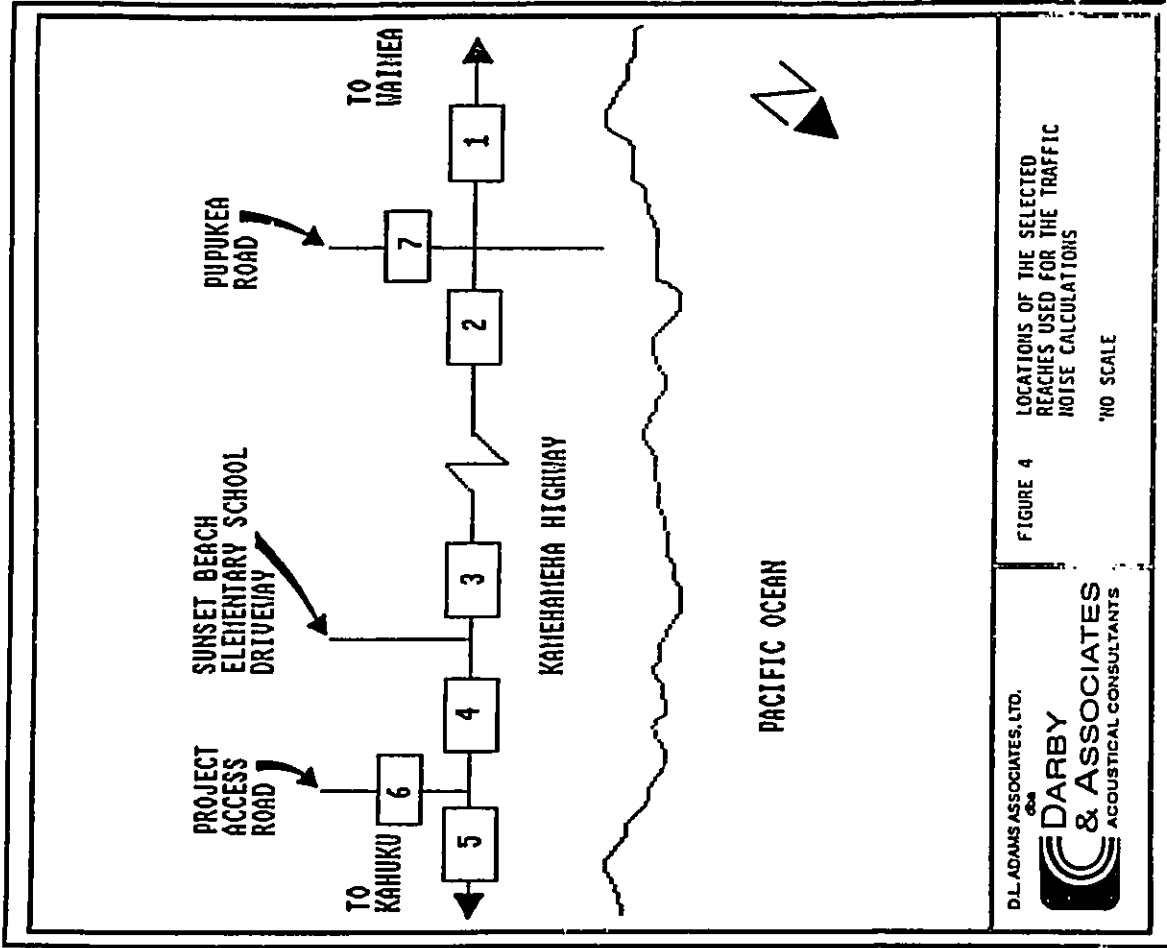 PROJECT
ACCESS
ROAD
SUNSET BEACH
ELEMENTARY SCHOOL
DRIVEWAY
PUPUKEA
ROAD
TO
KAHUKU
5
6
4
3
2
7
1
TO
WAIMEA
KAMEHAMEHA HIGHWAY
PACIFIC OCEAN
N
D.L. ADAMS ASSOCIATES, LTD.
dba
DARBY
& ASSOCIATES
ACOUSTICAL CONSULTANTS
FIGURE 4
LOCATIONS OF THE SELECTED
REACHES USED FOR THE TRAFFIC
NOISE CALCULATIONS
*NO SCALE